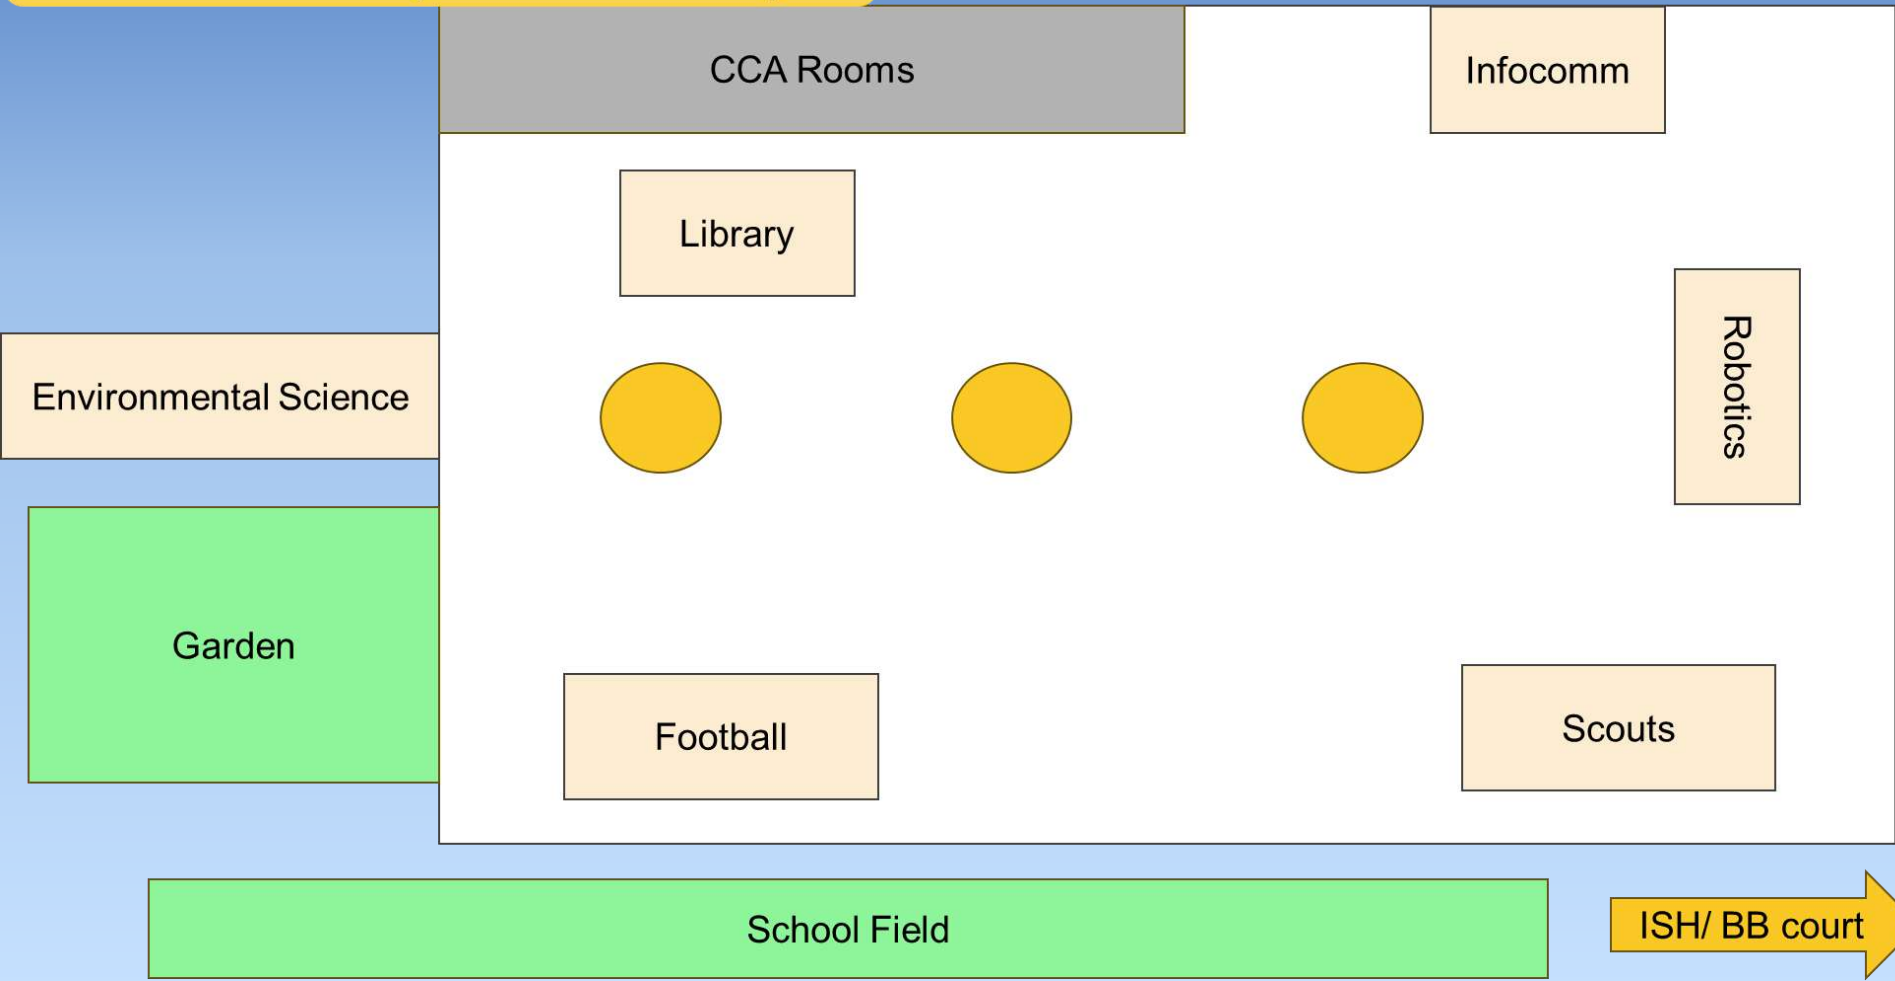 CCA Rooms
Infocomm
Library
Robotics
Environmental Science
Garden
Football
Scouts
School Field
ISH/ BB court